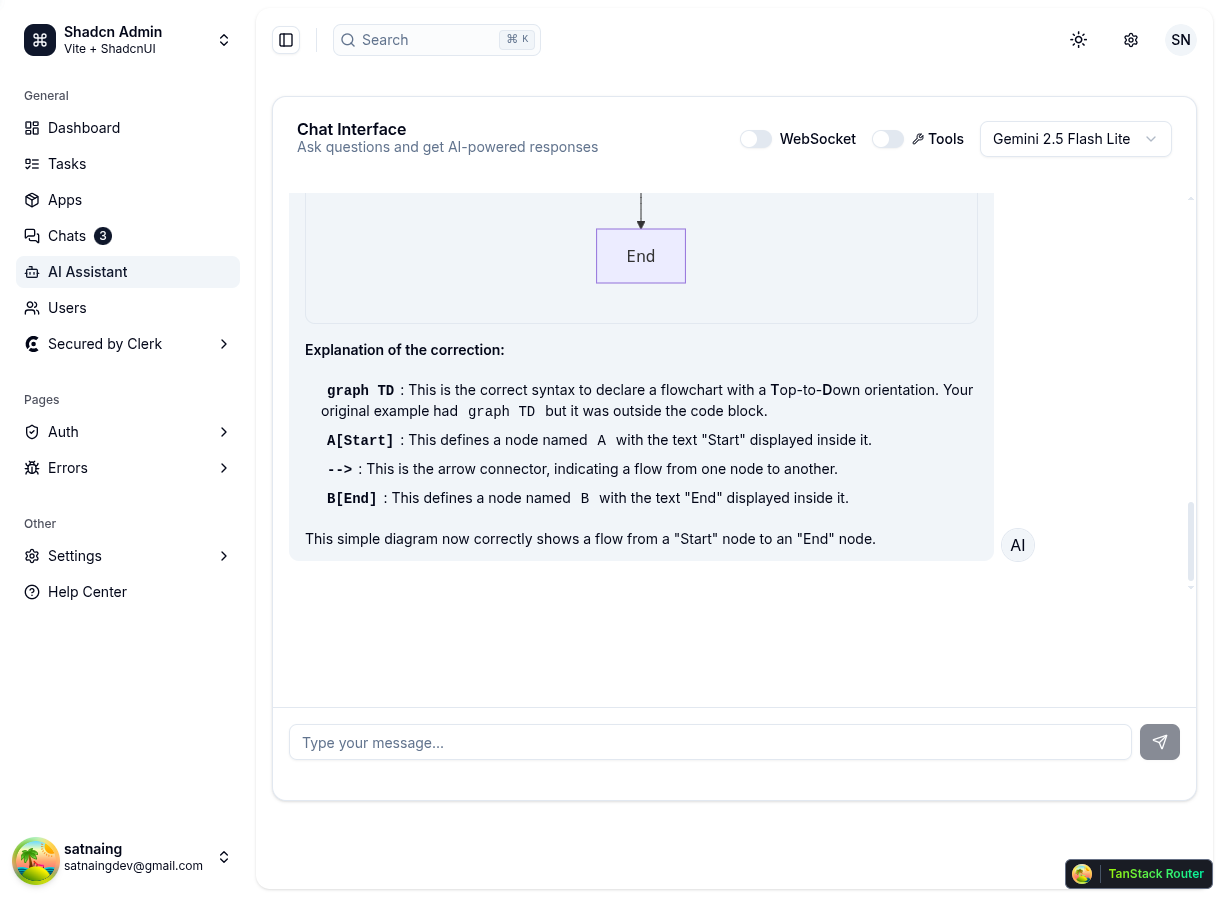 Shadcn Admin
Vite + ShadcnUI
General
Dashboard
Tasks
Apps
Chats 3
AI Assistant
Users
Secured by Clerk
Pages
Auth
Errors
Other
Settings
Help Center
satnaing
satnaingdev@gmail.com
Search ⌘ K
SN
Chat Interface
Ask questions and get AI-powered responses
WebSocket
Tools
Gemini 2.5 Flash Lite
End
Explanation of the correction:
graph TD : This is the correct syntax to declare a flowchart with a Top-to-Down orientation. Your
original example had graph TD but it was outside the code block.
A[Start] : This defines a node named A with the text "Start" displayed inside it.
--> : This is the arrow connector, indicating a flow from one node to another.
B[End] : This defines a node named B with the text "End" displayed inside it.
This simple diagram now correctly shows a flow from a "Start" node to an "End" node.
AI
Type your message...
TanStack Router